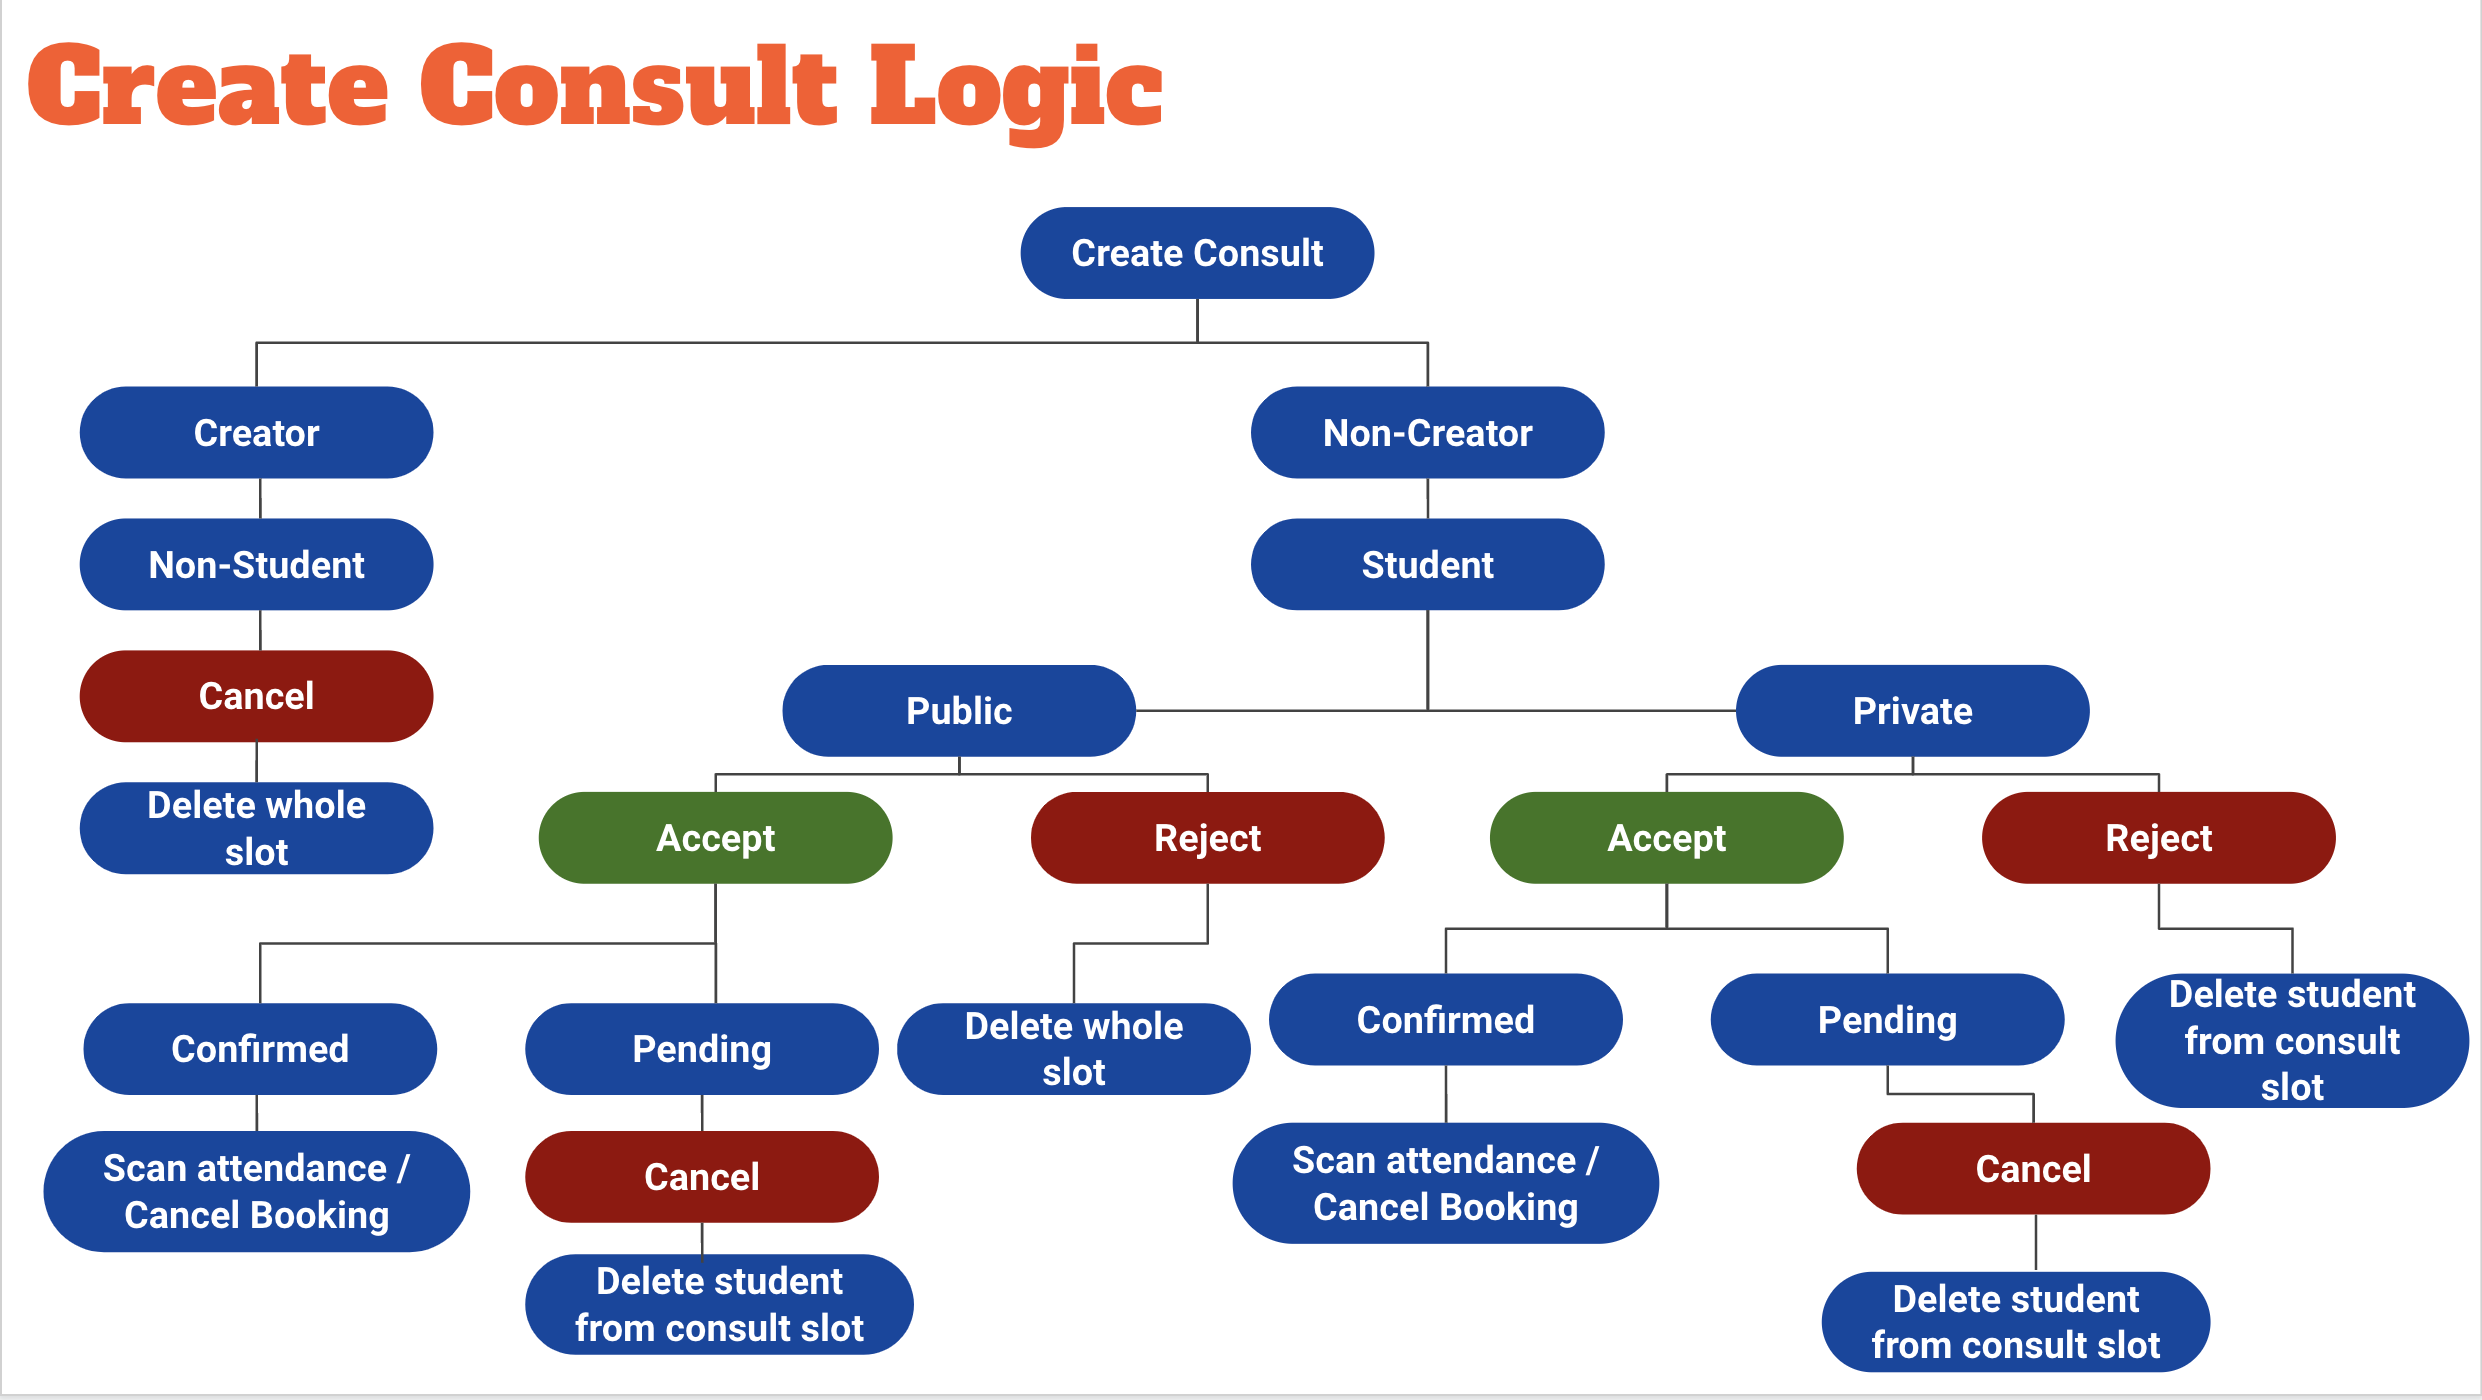 Create Consult Logic
Create Consult
Creator
Non-Creator
Non-Student
Student
Cancel
Public
Private
Delete whole
slot
Accept
Reject
Accept
Reject
Confirmed
Pending
Delete whole
slot
Confirmed
Pending
Delete student
from consult
slot
Scan attendance /
Cancel Booking
Cancel
Scan attendance /
Cancel Booking
Cancel
Delete student
from consult slot
Delete student
from consult slot